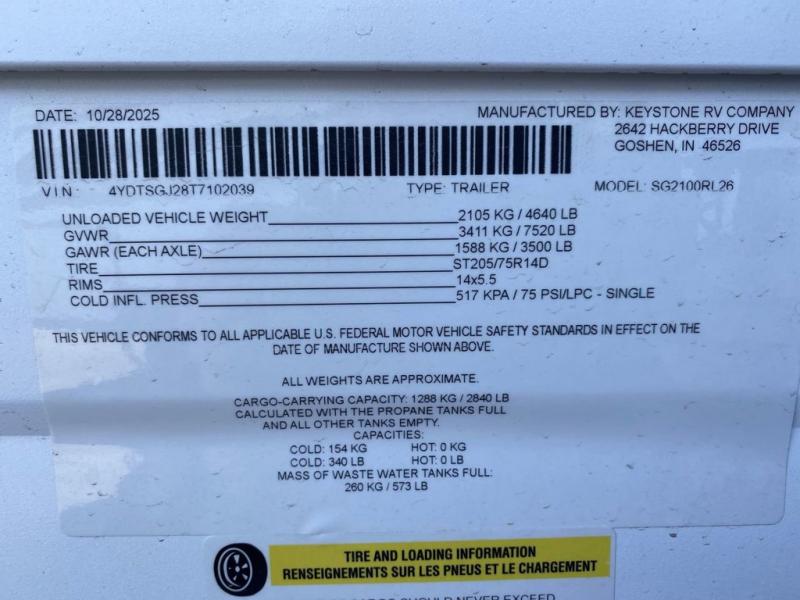 DATE: 10/28/2025
MANUFACTURED BY: KEYSTONE RV COMPANY
2642 HACKBERRY DRIVE
GOSHEN, IN 46526
VIN: 4YDTSGJ28T7102039 TYPE: TRAILER MODEL: SG2100RL26
UNLOADED VEHICLE WEIGHT 2105 KG / 4640 LB
GVWR 3411 KG / 7520 LB
GAWR (EACH AXLE) 1588 KG / 3500 LB
TIRE ST205/75R14D
RIMS 14x5.5
COLD INFL. PRESS 517 KPA / 75 PSI/LPC - SINGLE
THIS VEHICLE CONFORMS TO ALL APPLICABLE U.S. FEDERAL MOTOR VEHICLE SAFETY STANDARDS IN EFFECT ON THE
DATE OF MANUFACTURE SHOWN ABOVE.
ALL WEIGHTS ARE APPROXIMATE.
CARGO-CARRYING CAPACITY: 1288 KG / 2840 LB
CALCULATED WITH THE PROPANE TANKS FULL
AND ALL OTHER TANKS EMPTY.
CAPACITIES:
COLD: 154 KG HOT: 0 KG
COLD: 340 LB HOT: 0 LB
MASS OF WASTE WATER TANKS FULL:
260 KG / 573 LB
TIRE AND LOADING INFORMATION
RENSEIGNEMENTS SUR LES PNEUS ET LE CHARGEMENT
SHOULD NEVER EXCEED